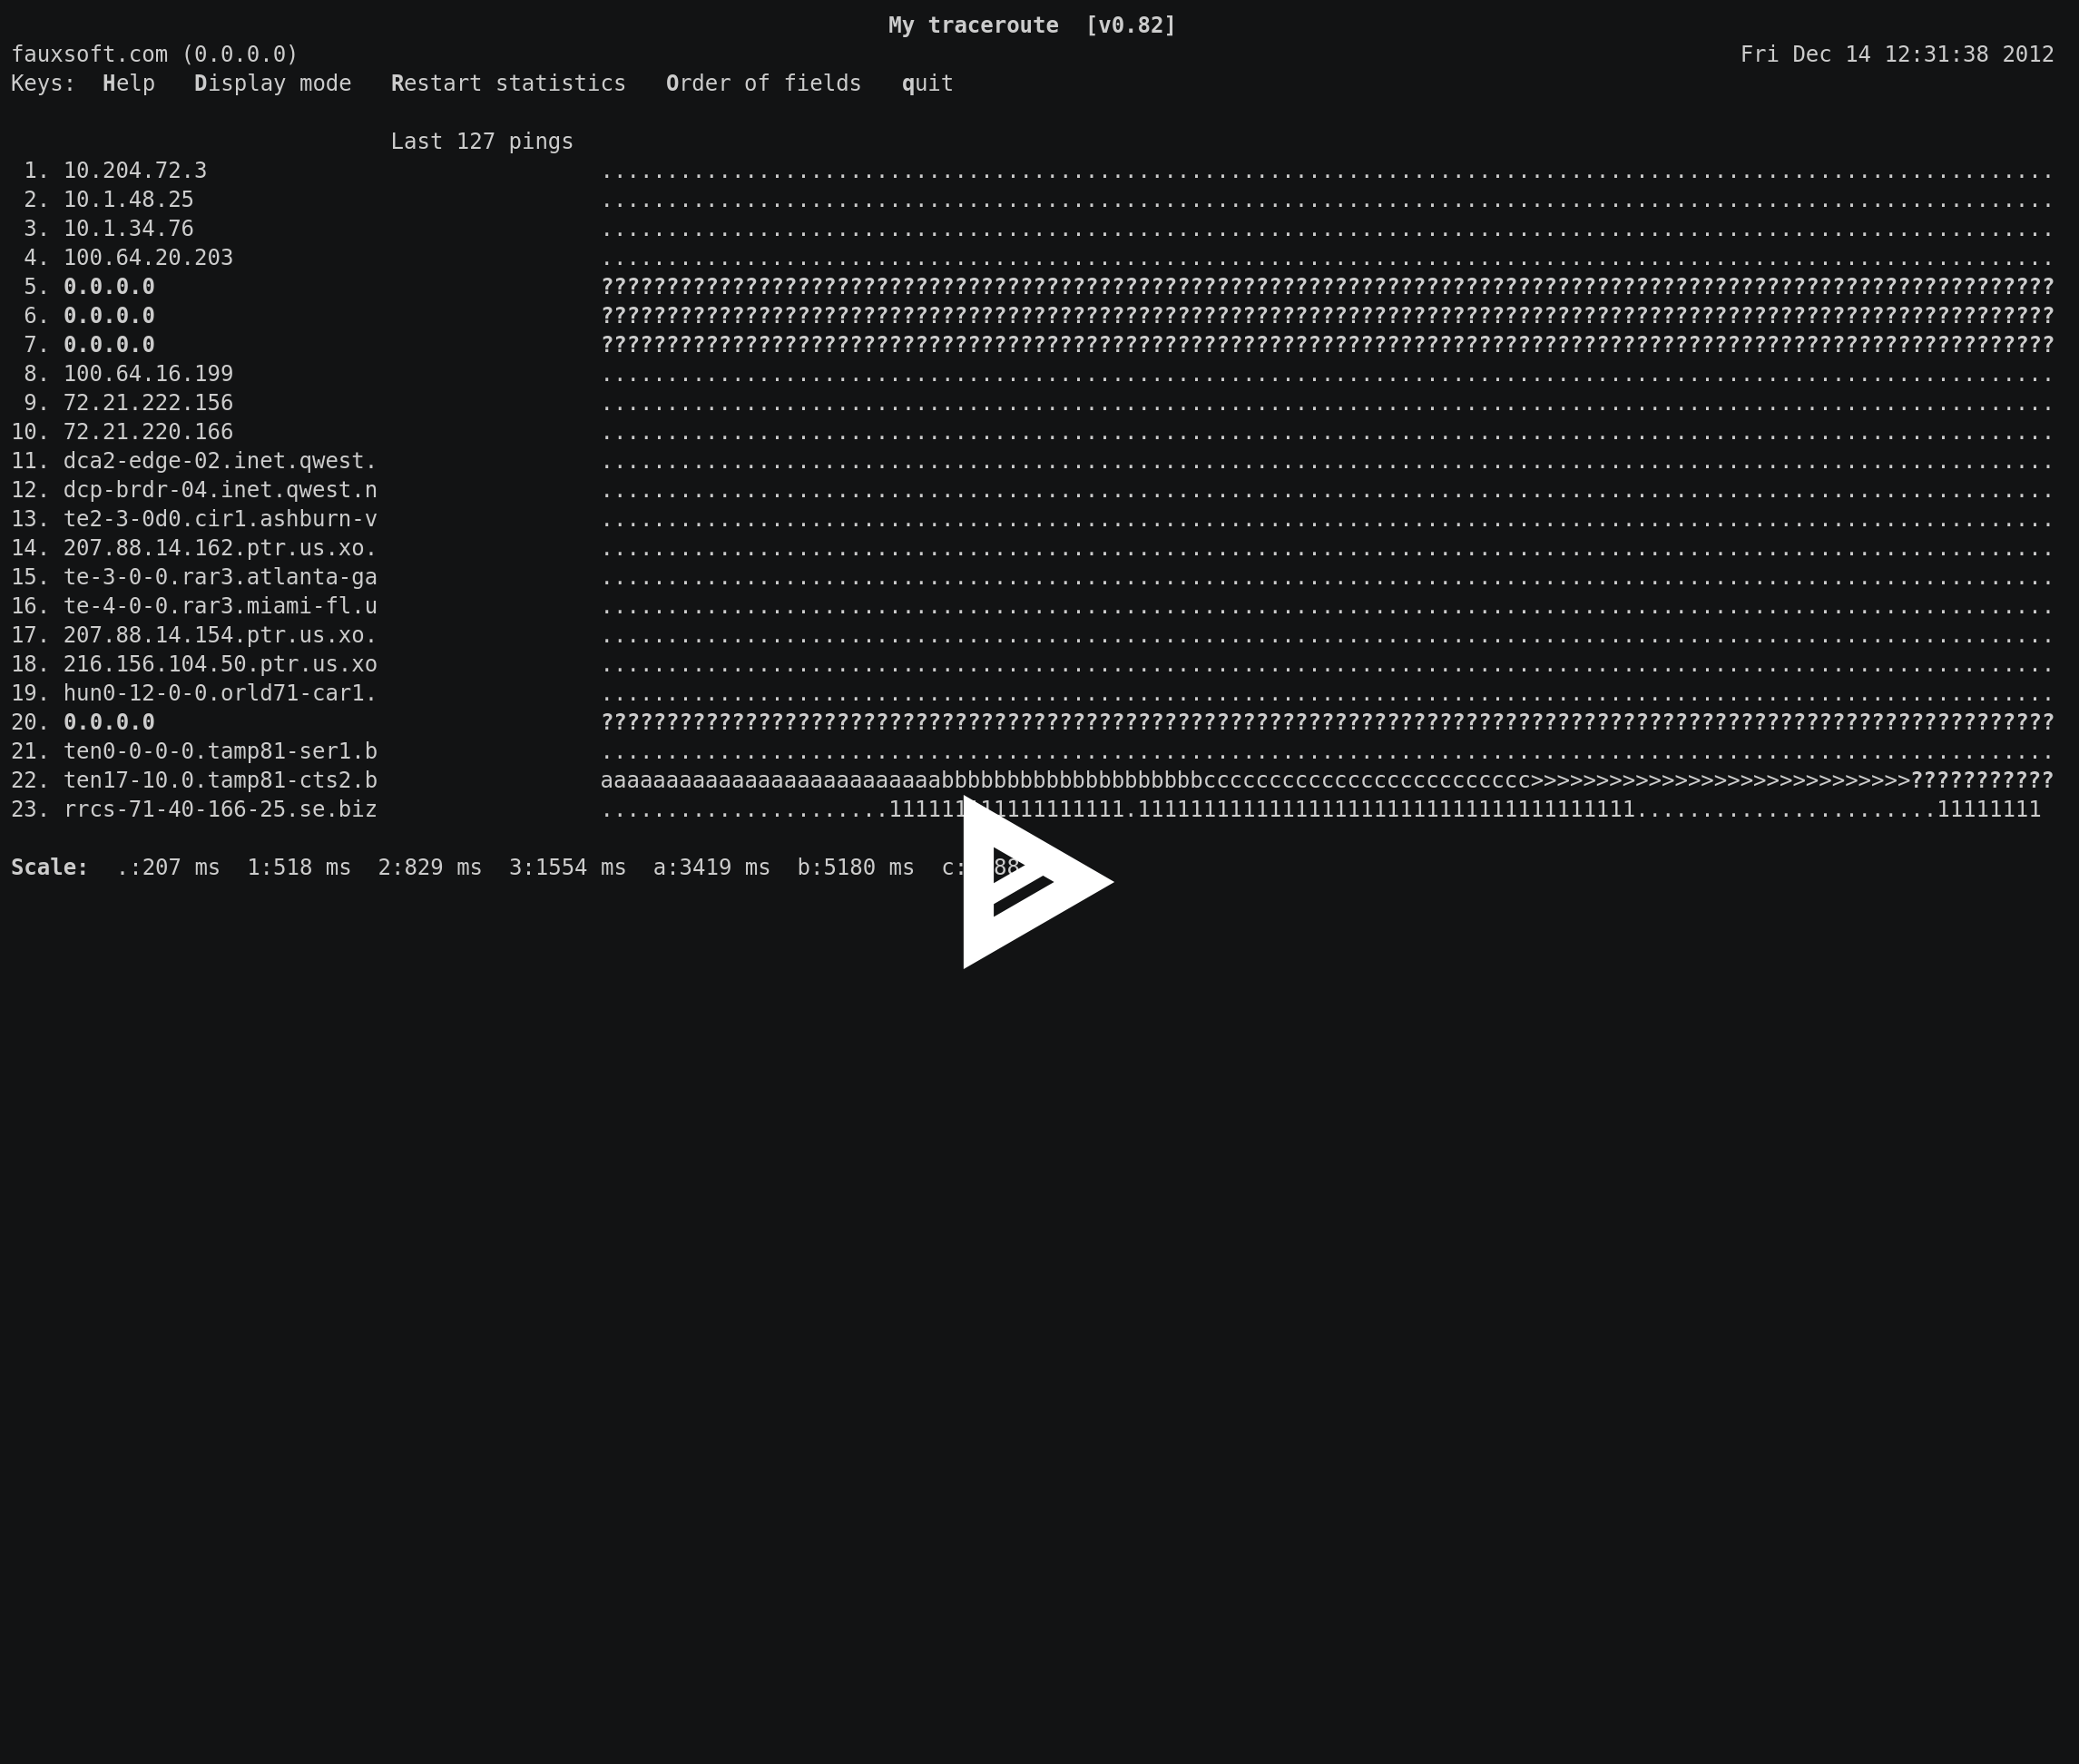 My traceroute  [v0.82]
fauxsoft.com (0.0.0.0) Fri Dec 14 12:31:38 2012
Keys:  Help   Display mode   Restart statistics   Order of fields   quit
Last 127 pings
1. 10.204.72.3 ...............................................................................................................
2. 10.1.48.25 ...............................................................................................................
3. 10.1.34.76 ...............................................................................................................
4. 100.64.20.203 ...............................................................................................................
5. 0.0.0.0 ???????????????????????????????????????????????????????????????????????????????????????????????????????????????
6. 0.0.0.0 ???????????????????????????????????????????????????????????????????????????????????????????????????????????????
7. 0.0.0.0 ???????????????????????????????????????????????????????????????????????????????????????????????????????????????
8. 100.64.16.199 ...............................................................................................................
9. 72.21.222.156 ...............................................................................................................
10. 72.21.220.166 ...............................................................................................................
11. dca2-edge-02.inet.qwest. ...............................................................................................................
12. dcp-brdr-04.inet.qwest.n ...............................................................................................................
13. te2-3-0d0.cir1.ashburn-v ...............................................................................................................
14. 207.88.14.162.ptr.us.xo. ...............................................................................................................
15. te-3-0-0.rar3.atlanta-ga ...............................................................................................................
16. te-4-0-0.rar3.miami-fl.u ...............................................................................................................
17. 207.88.14.154.ptr.us.xo. ...............................................................................................................
18. 216.156.104.50.ptr.us.xo ...............................................................................................................
19. hun0-12-0-0.orld71-car1. ...............................................................................................................
20. 0.0.0.0 ???????????????????????????????????????????????????????????????????????????????????????????????????????????????
21. ten0-0-0-0.tamp81-ser1.b ...............................................................................................................
22. ten17-10.0.tamp81-cts2.b aaaaaaaaaaaaaaaaaaaaaaaaaabbbbbbbbbbbbbbbbbbbbccccccccccccccccccccccccc>>>>>>>>>>>>>>>>>>>>>>>>>>>>>???????????
23. rrcs-71-40-166-25.se.biz ......................111111111111111111.11111111111111111111111111111111111111.......................11111111
Scale:  .:207 ms  1:518 ms  2:829 ms  3:1554 ms  a:3419 ms  b:5180 ms  c: